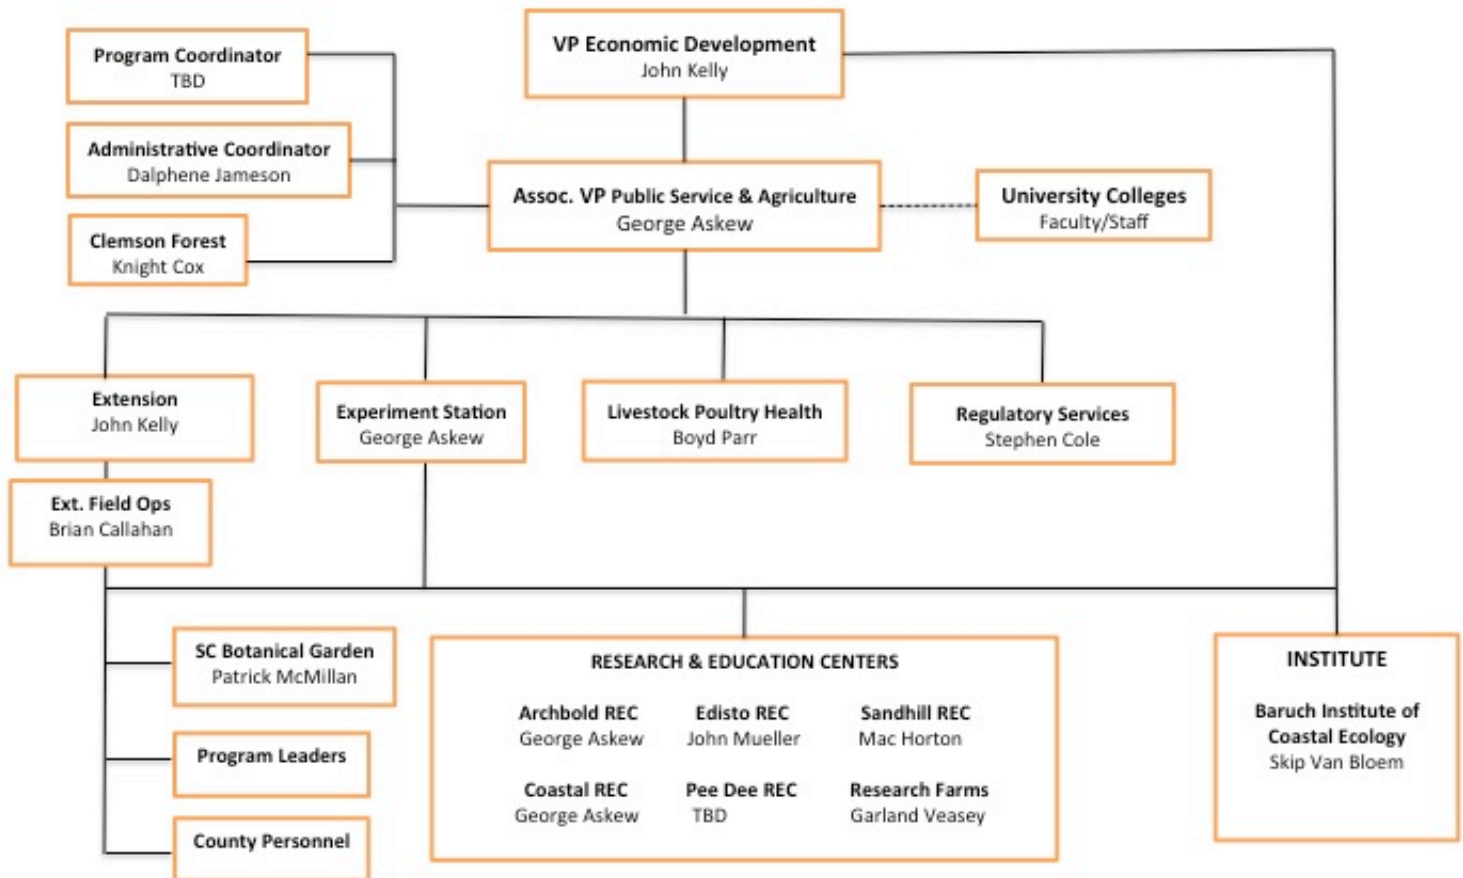 VP Economic Development
John Kelly
Program Coordinator
TBD
Administrative Coordinator
Dalphene Jameson
Clemson Forest
Knight Cox
Assoc. VP Public Service & Agriculture
George Askew
University Colleges
Faculty/Staff
Extension
John Kelly
Experiment Station
George Askew
Livestock Poultry Health
Boyd Parr
Regulatory Services
Stephen Cole
Ext. Field Ops
Brian Callahan
SC Botanical Garden
Patrick McMillan
Program Leaders
County Personnel
RESEARCH & EDUCATION CENTERS
Archbold REC
George Askew
Edisto REC
John Mueller
Sandhill REC
Mac Horton
Coastal REC
George Askew
Pee Dee REC
TBD
Research Farms
Garland Veasey
INSTITUTE
Baruch Institute of
Coastal Ecology
Skip Van Bloem